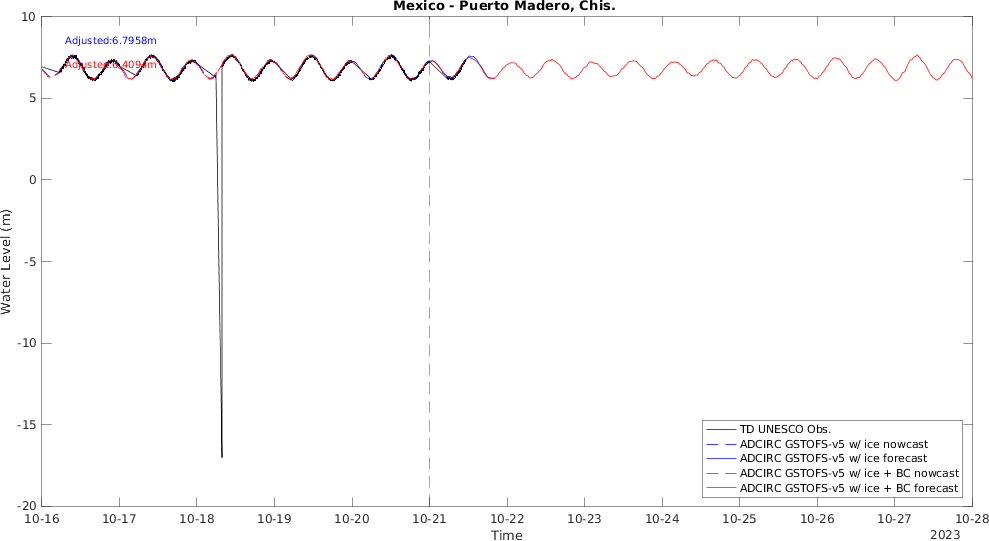 Mexico - Puerto Madero, Chis.
Adjusted:6.7958m
10
5
0
-5
-10
-15
-20
Water Level (m)
10-16 10-17 10-18 10-19 10-20 10-21 10-22 10-23 10-24 10-25 10-26 10-27 10-28
Time
2023
TD UNESCO Obs.
ADCIRC GSTOFS-v5 w/ ice nowcast
ADCIRC GSTOFS-v5 w/ ice forecast
ADCIRC GSTOFS-v5 w/ ice + BC nowcast
ADCIRC GSTOFS-v5 w/ ice + BC forecast